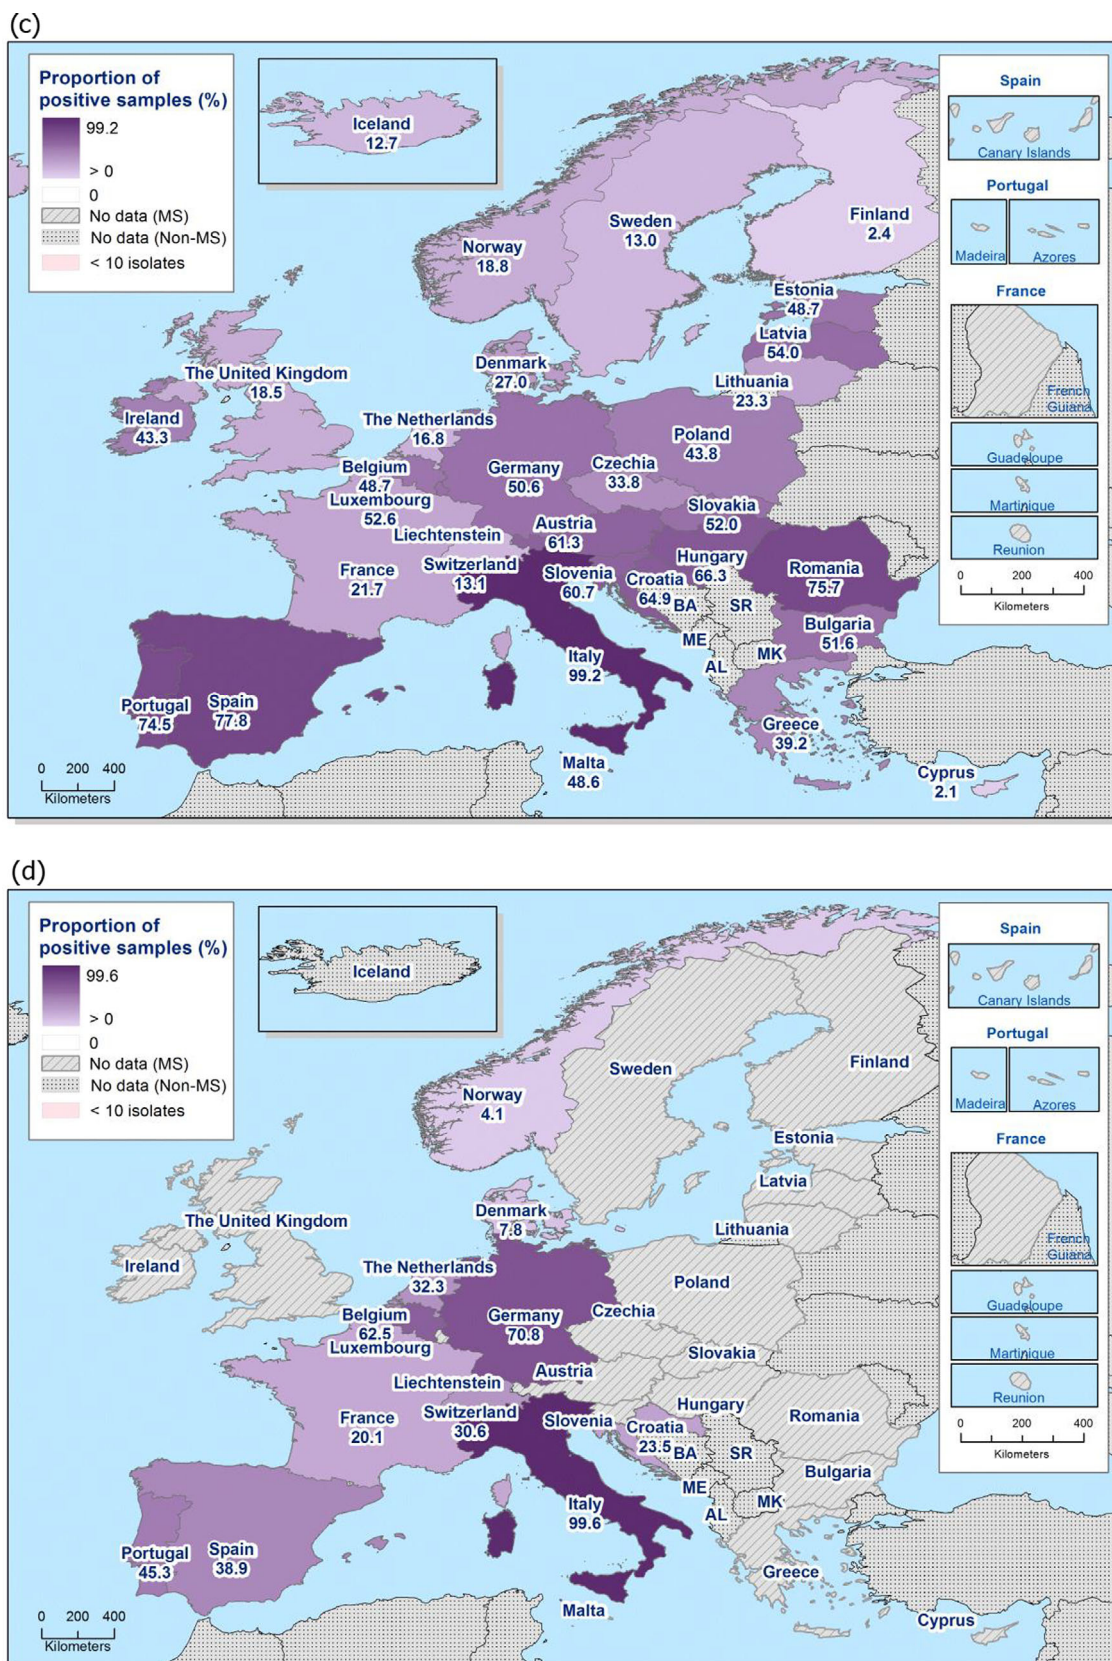 (c)
Proportion of
positive samples (%)
99.2
> 0
0
No data (MS)
No data (Non-MS)
< 10 isolates
Iceland
12.7
Spain
Canary Islands
Portugal
Madeira
Azores
France
French
Guiana
Guadeloupe
Martinique
Reunion
0 200 400
Kilometers
Finland
2.4
Sweden
13.0
Norway
18.8
Estonia
48.7
Latvia
54.0
Lithuania
23.3
Denmark
27.0
The United Kingdom
18.5
Ireland
43.3
The Netherlands
16.8
Poland
43.8
Belgium
48.7
Germany
50.6
Czechia
33.8
Luxembourg
52.6
Slovakia
52.0
Austria
61.3
Liechtenstein
Hungary
66.3
Switzerland
13.1
France
21.7
Slovenia
60.7
Croatia
64.9
Romania
75.7
BA
SR
Bulgaria
51.6
ME
MK
AL
Italy
99.2
Portugal
74.5
Spain
77.8
Greece
39.2
Malta
48.6
Cyprus
2.1
0 200 400
Kilometers
(d)
Proportion of
positive samples (%)
99.6
> 0
0
No data (MS)
No data (Non-MS)
< 10 isolates
Iceland
Spain
Canary Islands
Portugal
Madeira
Azores
France
French
Guiana
Guadeloupe
Martinique
Reunion
0 200 400
Kilometers
Finland
Sweden
Norway
4.1
Estonia
Latvia
Lithuania
Denmark
7.8
The United Kingdom
Ireland
The Netherlands
32.3
Poland
Belgium
62.5
Germany
70.8
Czechia
Luxembourg
Slovakia
Austria
Liechtenstein
Hungary
Switzerland
30.6
France
20.1
Slovenia
Croatia
23.5
Romania
BA
SR
Bulgaria
ME
MK
AL
Italy
99.6
Portugal
45.3
Spain
38.9
Greece
Malta
Cyprus
0 200 400
Kilometers